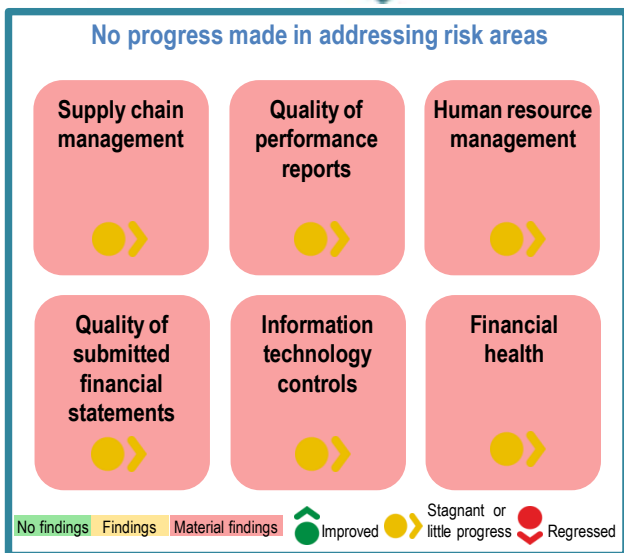 No progress made in addressing risk areas
Supply chain
management
Quality of
performance
reports
Human resource
management
Quality of
submitted
financial
statements
Information
technology
controls
Financial
health
No findings
Findings
Material findings
Improved
Stagnant or
little progress
Regressed